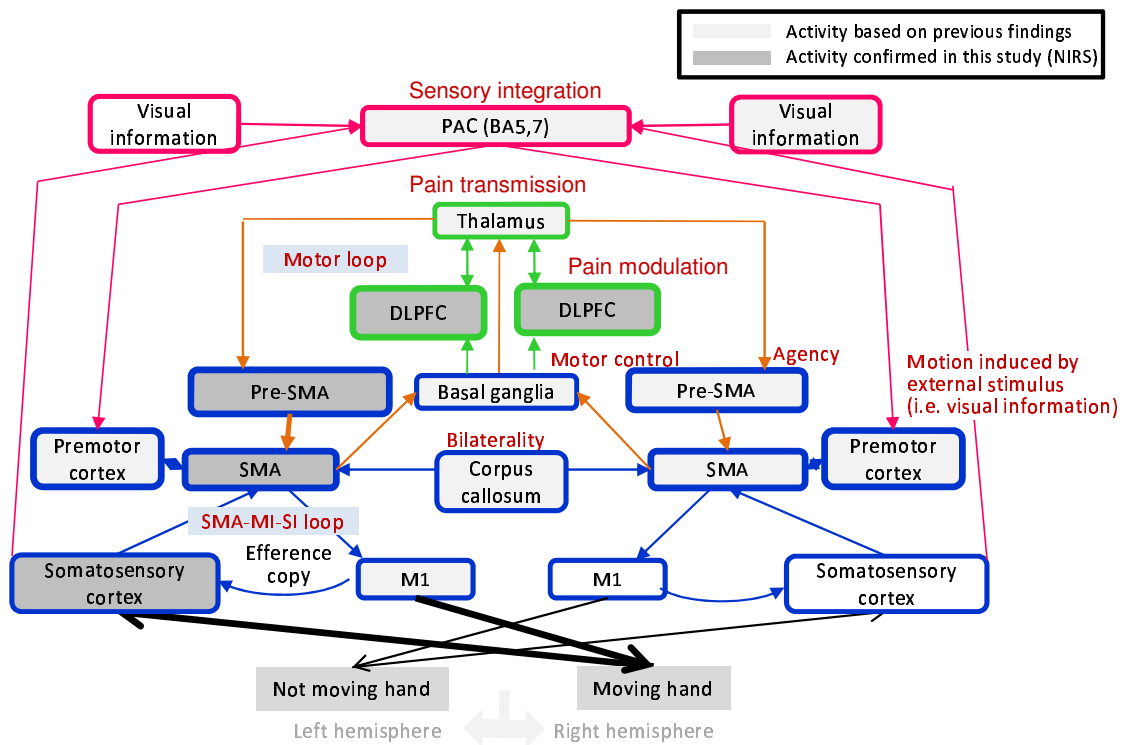 Activity based on previous findings
Activity confirmed in this study (NIRS)
Sensory integration
Visual
information
PAC (BA5,7)
Visual
information
Pain transmission
Thalamus
Motor loop
Pain modulation
DLPFC
DLPFC
Motor control
Agency
Motion induced by
external stimulus
(i.e. visual information)
Pre-SMA
Basal ganglia
Pre-SMA
Premotor
cortex
SMA
Bilaterality
Corpus
callosum
SMA
Premotor
cortex
SMA-MI-SI loop
Efference
copy
Somatosensory
cortex
M1
M1
Somatosensory
cortex
Not moving hand
Moving hand
Left hemisphere
Right hemisphere